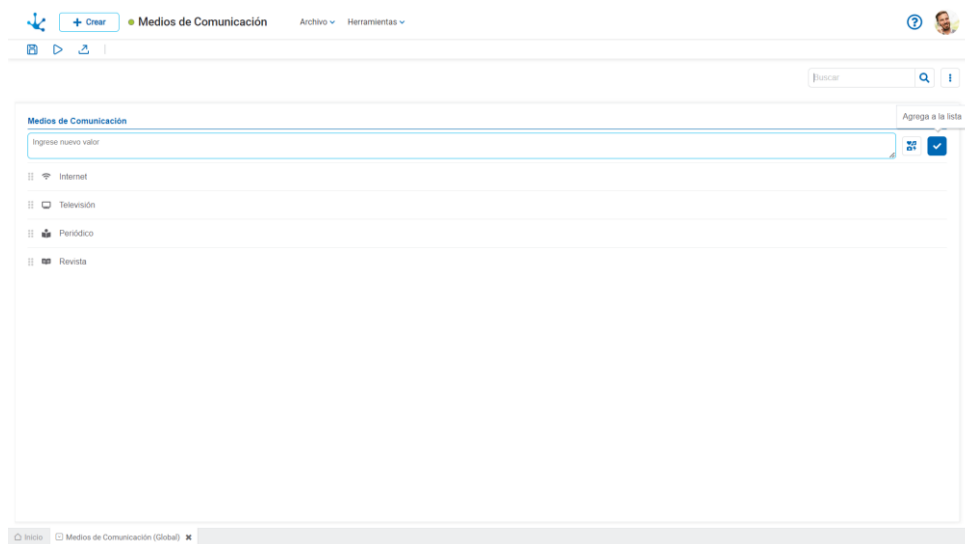 + Crear
Medios de Comunicación
Archivo
Herramientas
Buscar
Agrega a la lista
Medios de Comunicación
Ingrese nuevo valor
Internet
Televisión
Periódico
Revista
Inicio
Medios de Comunicación (Global)